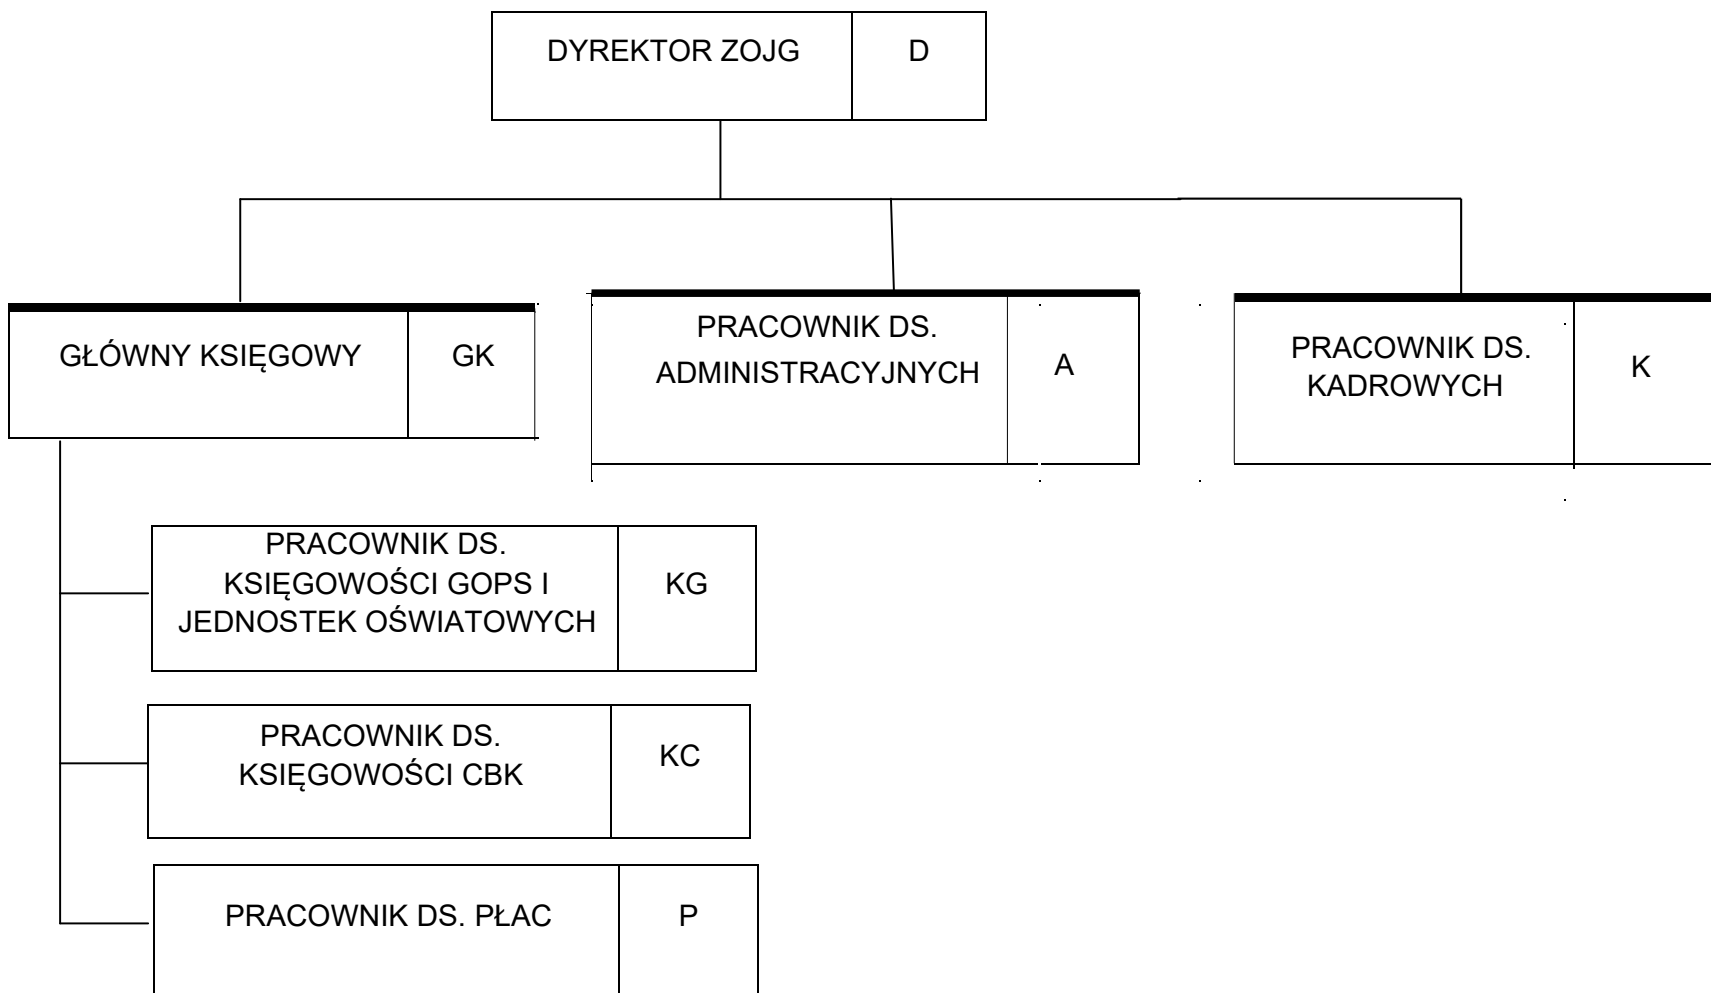 DYREKTOR ZOJG
D
GŁÓWNY KSIĘGOWY
GK
PRACOWNIK DS.
ADMINISTRACYJNYCH
A
PRACOWNIK DS.
KADROWYCH
K
PRACOWNIK DS.
KSIĘGOWOŚCI GOPS I
JEDNOSTEK OŚWIATOWYCH
KG
PRACOWNIK DS.
KSIĘGOWOŚCI CBK
KC
PRACOWNIK DS. PŁAC
P